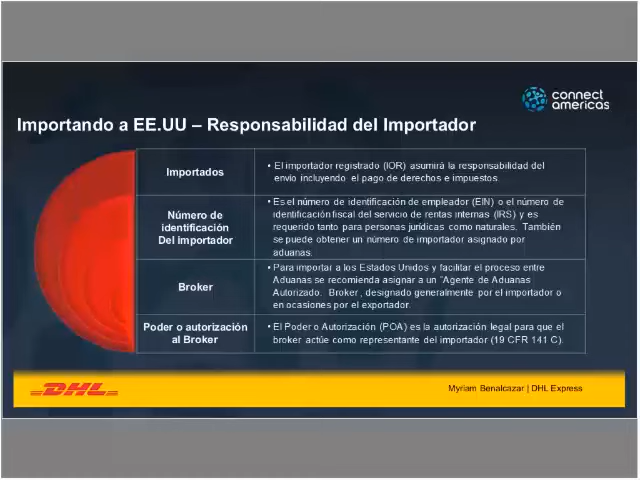 connect
americas
Importando a EE.UU – Responsabilidad del Importador
Importados
• El importador registrado (IOR) asumirá la responsabilidad del
envío incluyendo el pago de derechos e impuestos.
Número de
identificación
Del importador
• Es el número de identificación de empleador (EIN) o el número de
identificación fiscal del servicio de rentas internas (IRS) y es
requerido tanto para personas jurídicas como naturales. También
se puede obtener un número de importador asignado por
aduanas.
Broker
• Para importar a los Estados Unidos y facilitar el proceso entre
Aduanas se recomienda asignar a un "Agente de Aduanas
Autorizado. Broker, designado generalmente por el importador o
en ocasiones por el exportador.
Poder o autorización
al Broker
• El Poder o Autorización (POA) es la autorización legal para que el
broker actúe como representante del importador (19 CFR 141 C).
DHL
Myriam Benalcazar | DHL Express